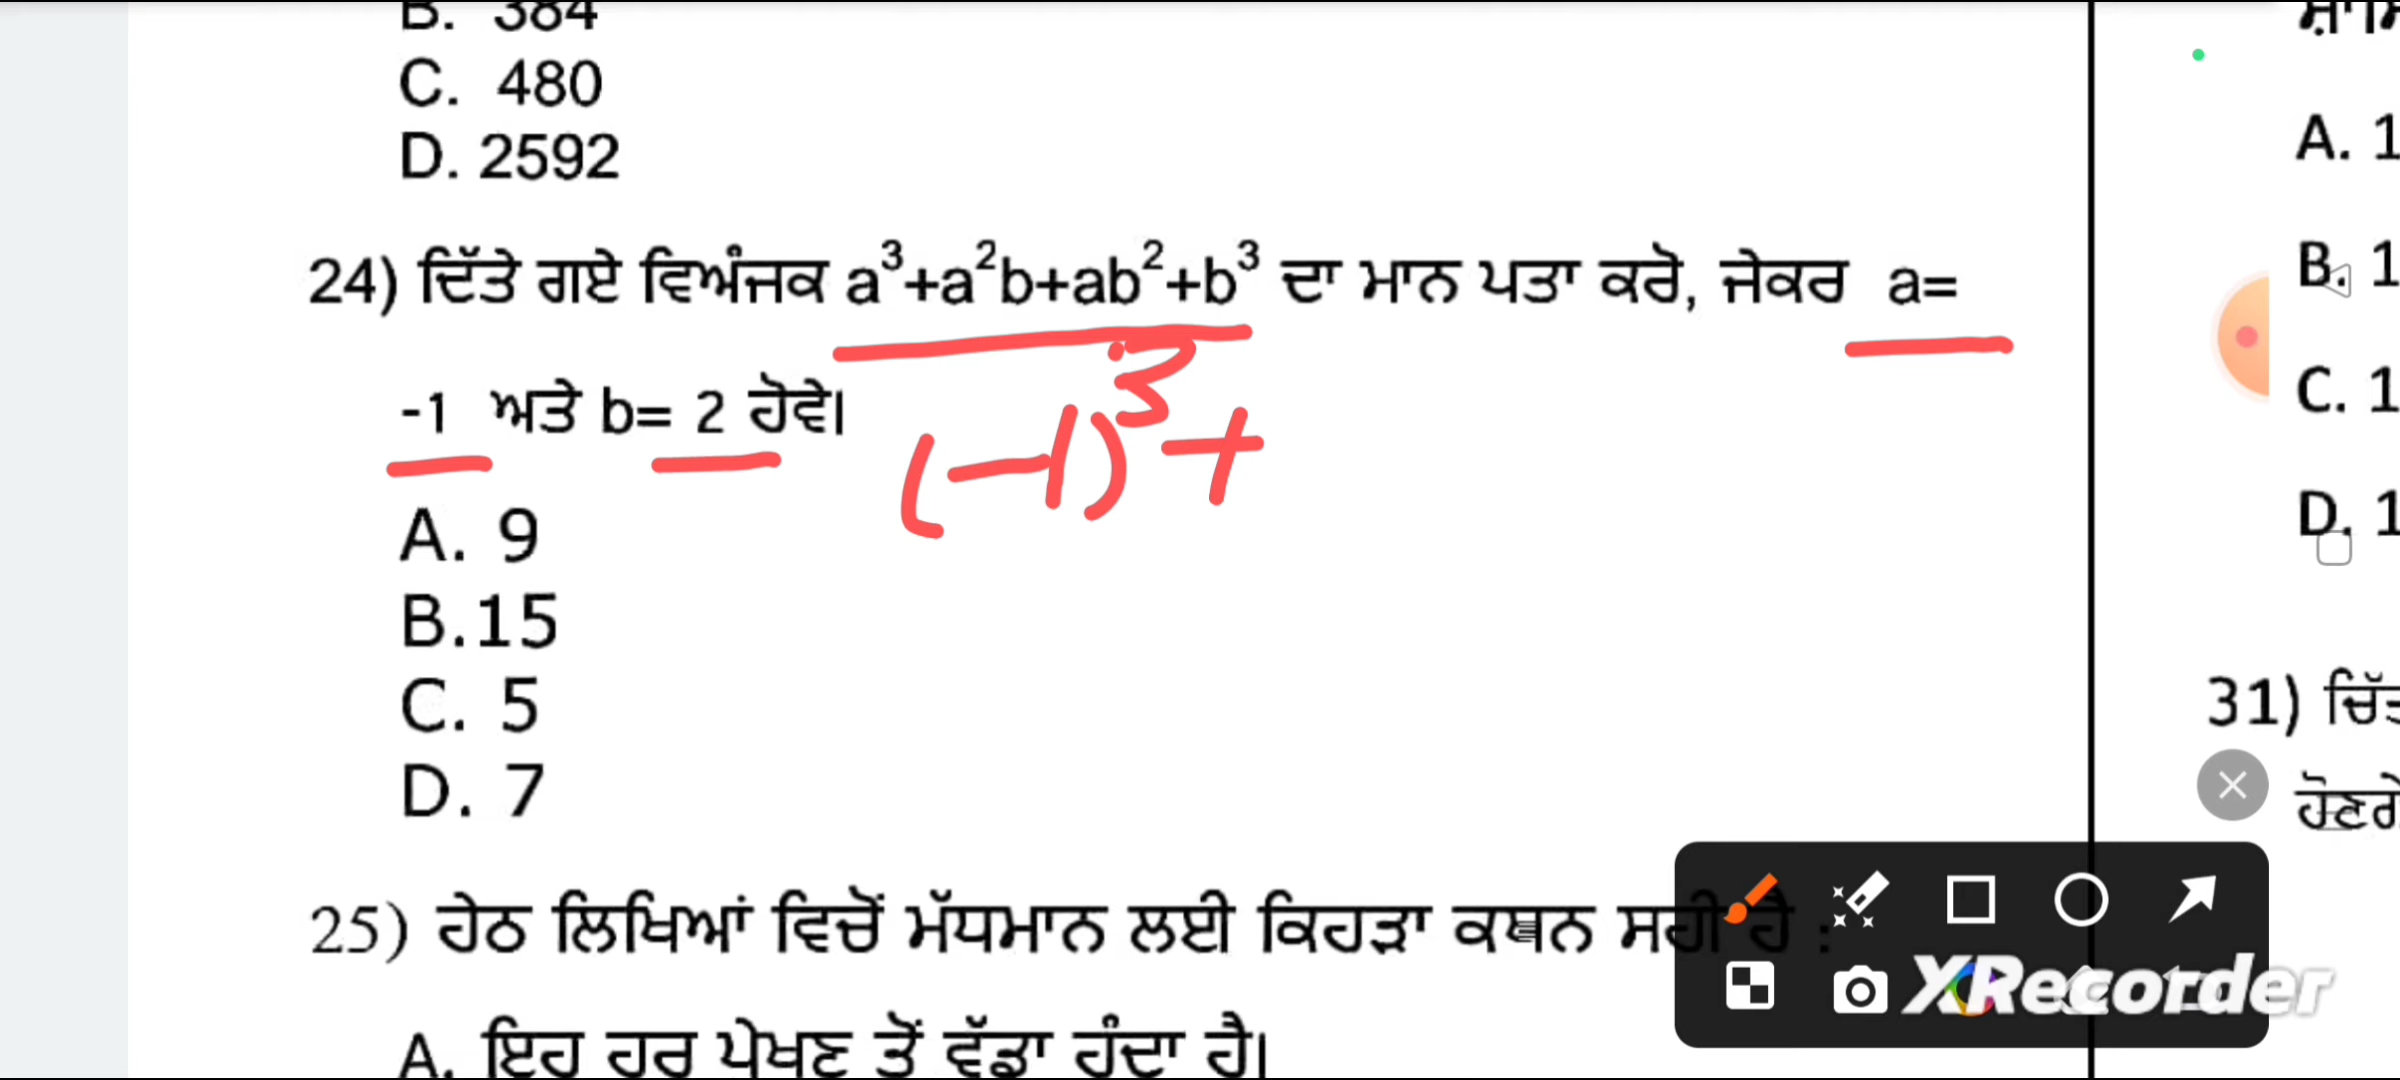 B. 384
C. 480
D. 2592
24) ਦਿੱਤੇ ਗਏ ਵਿਅੰਜਕ a³+a²b+ab²+b³ ਦਾ ਮਾਨ ਪਤਾ ਕਰੋ, ਜੇਕਰ a=
-1 ਅਤੇ b= 2 ਹੋਵੇ।
(-1)³+
A. 9
B.15
C. 5
D. 7
25) ਹੇਠ ਲਿਖਿਆਂ ਵਿਚੋਂ ਮੱਧਮਾਨ ਲਈ ਕਿਹੜਾ ਕਥਨ ਸਹੀ ਹੈ :
A. ਇਹ ਹਰ ਪ੍ਰੇਖਣ ਤੋਂ ਵੱਡਾ ਹੁੰਦਾ ਹੈ।
A. 1
B. 1
C. 1
D. 1
31)
XRecorder